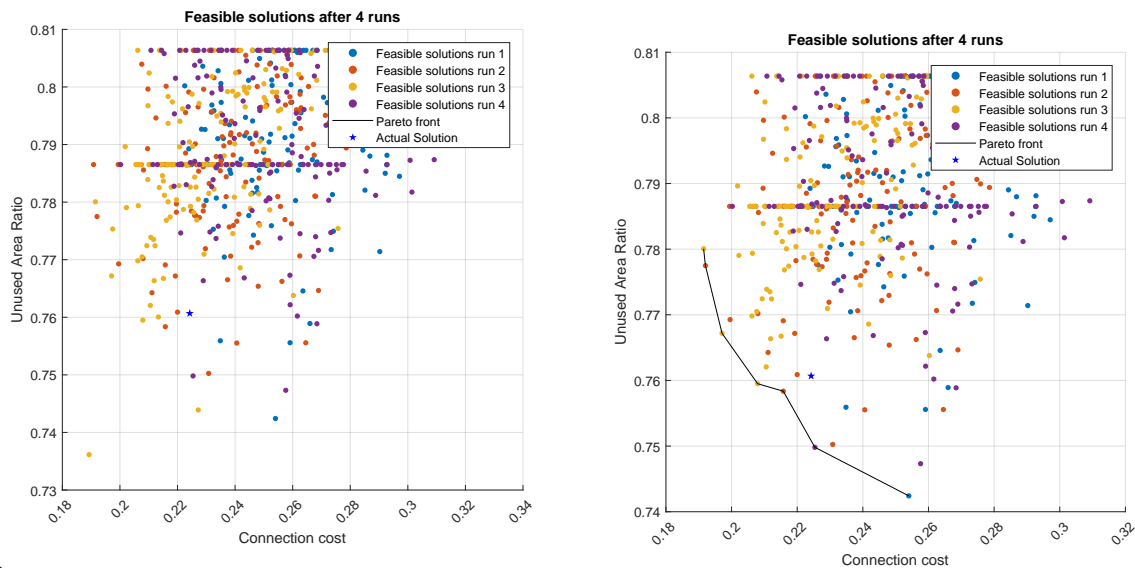 Feasible solutions after 4 runs
0.81
0.8
0.79
0.78
0.77
0.76
0.75
0.74
0.73
Unused Area Ratio
Feasible solutions run 1
Feasible solutions run 2
Feasible solutions run 3
Feasible solutions run 4
Pareto front
Actual Solution
0.18 0.2 0.22 0.24 0.26 0.28 0.3 0.32 0.34
Connection cost
Feasible solutions after 4 runs
0.81
0.8
0.79
0.78
0.77
0.76
0.75
0.74
Unused Area Ratio
Feasible solutions run 1
Feasible solutions run 2
Feasible solutions run 3
Feasible solutions run 4
Pareto front
Actual Solution
0.18 0.2 0.22 0.24 0.26 0.28 0.3 0.32
Connection cost